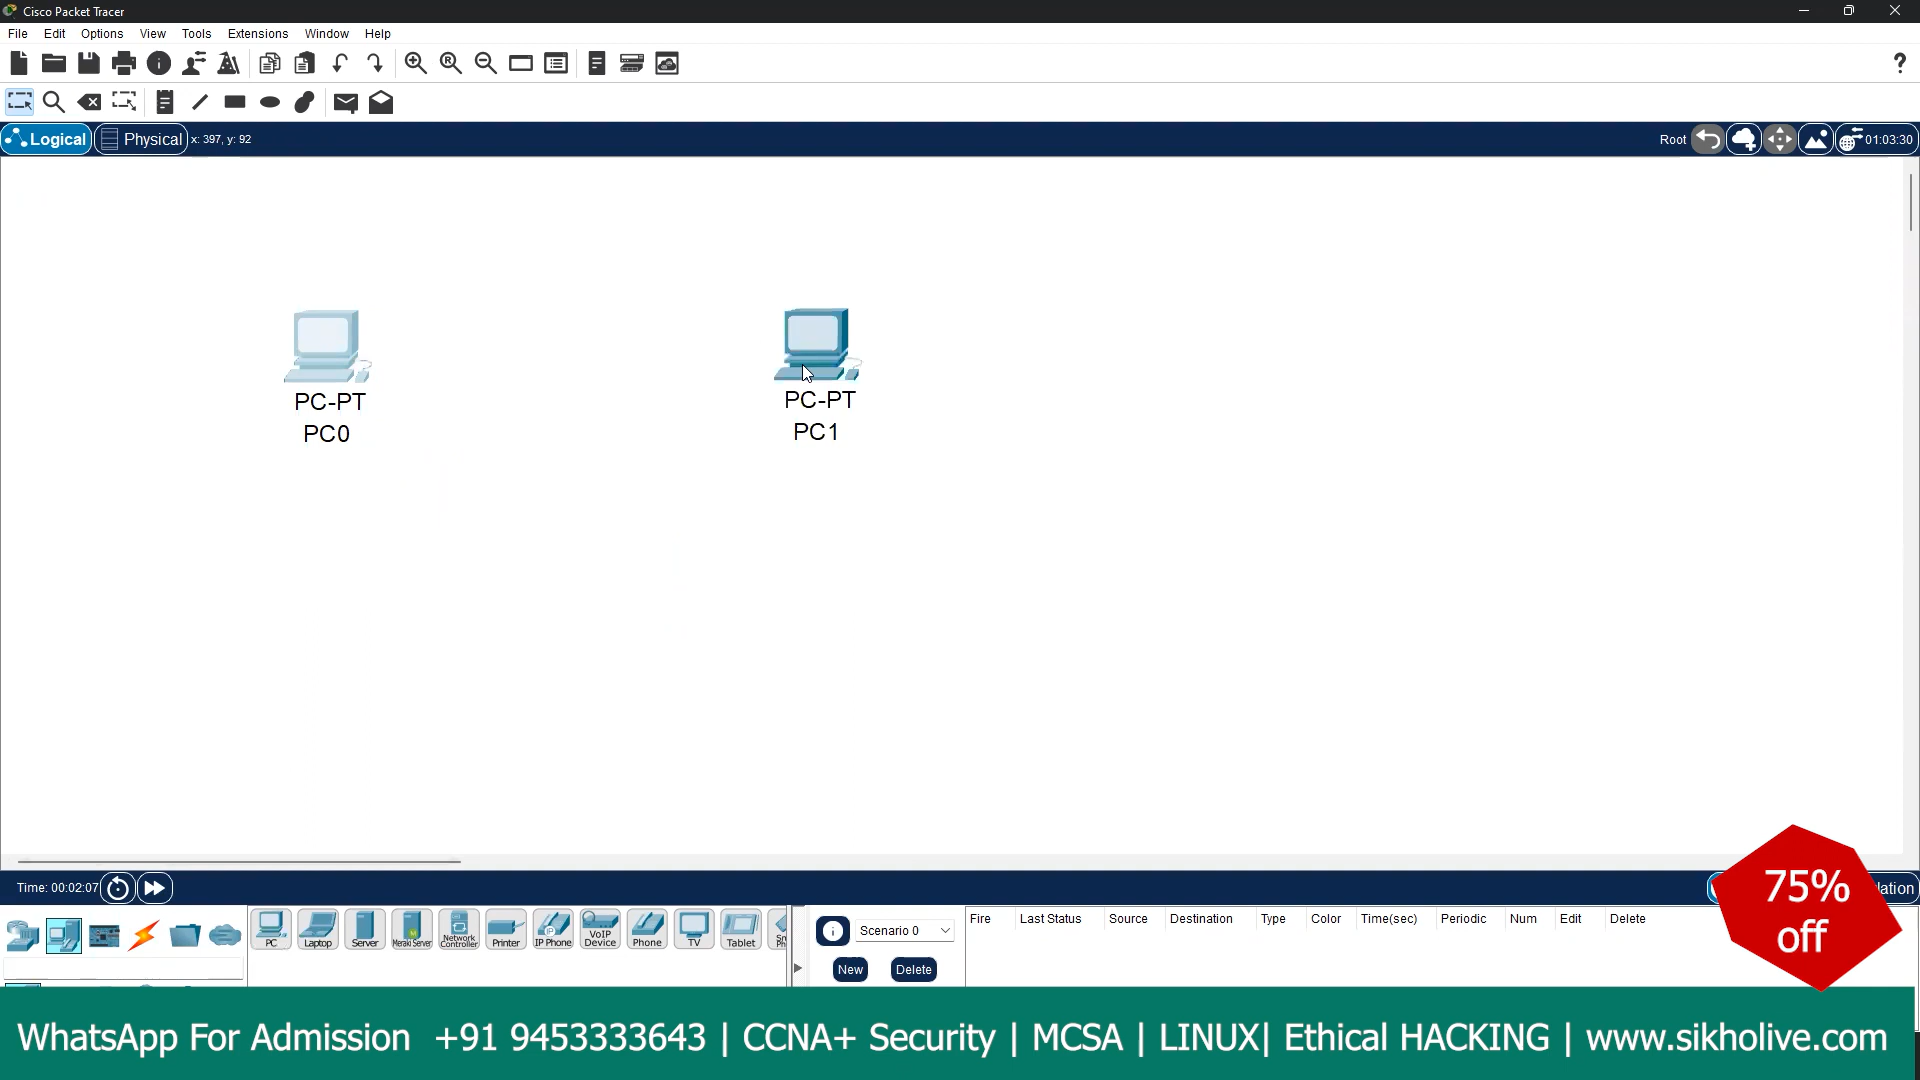 Cisco Packet Tracer
File Edit Options View Tools Extensions Window Help
?
Logical Physical x: 397, y: 92 Root 01:03:30
PC-PT PC-PT
PC0 PC1
Time: 00:02:07
PC Laptop Server Meraki Server Network Controller Printer IP Phone VoIP Device Phone TV Tablet
Scenario 0
New Delete
Fire Last Status Source Destination Type Color Time(sec) Periodic Num Edit Delete
75%
off
WhatsApp For Admission +91 9453333643 | CCNA+ Security | MCSA | LINUX| Ethical HACKING | www.sikholive.com